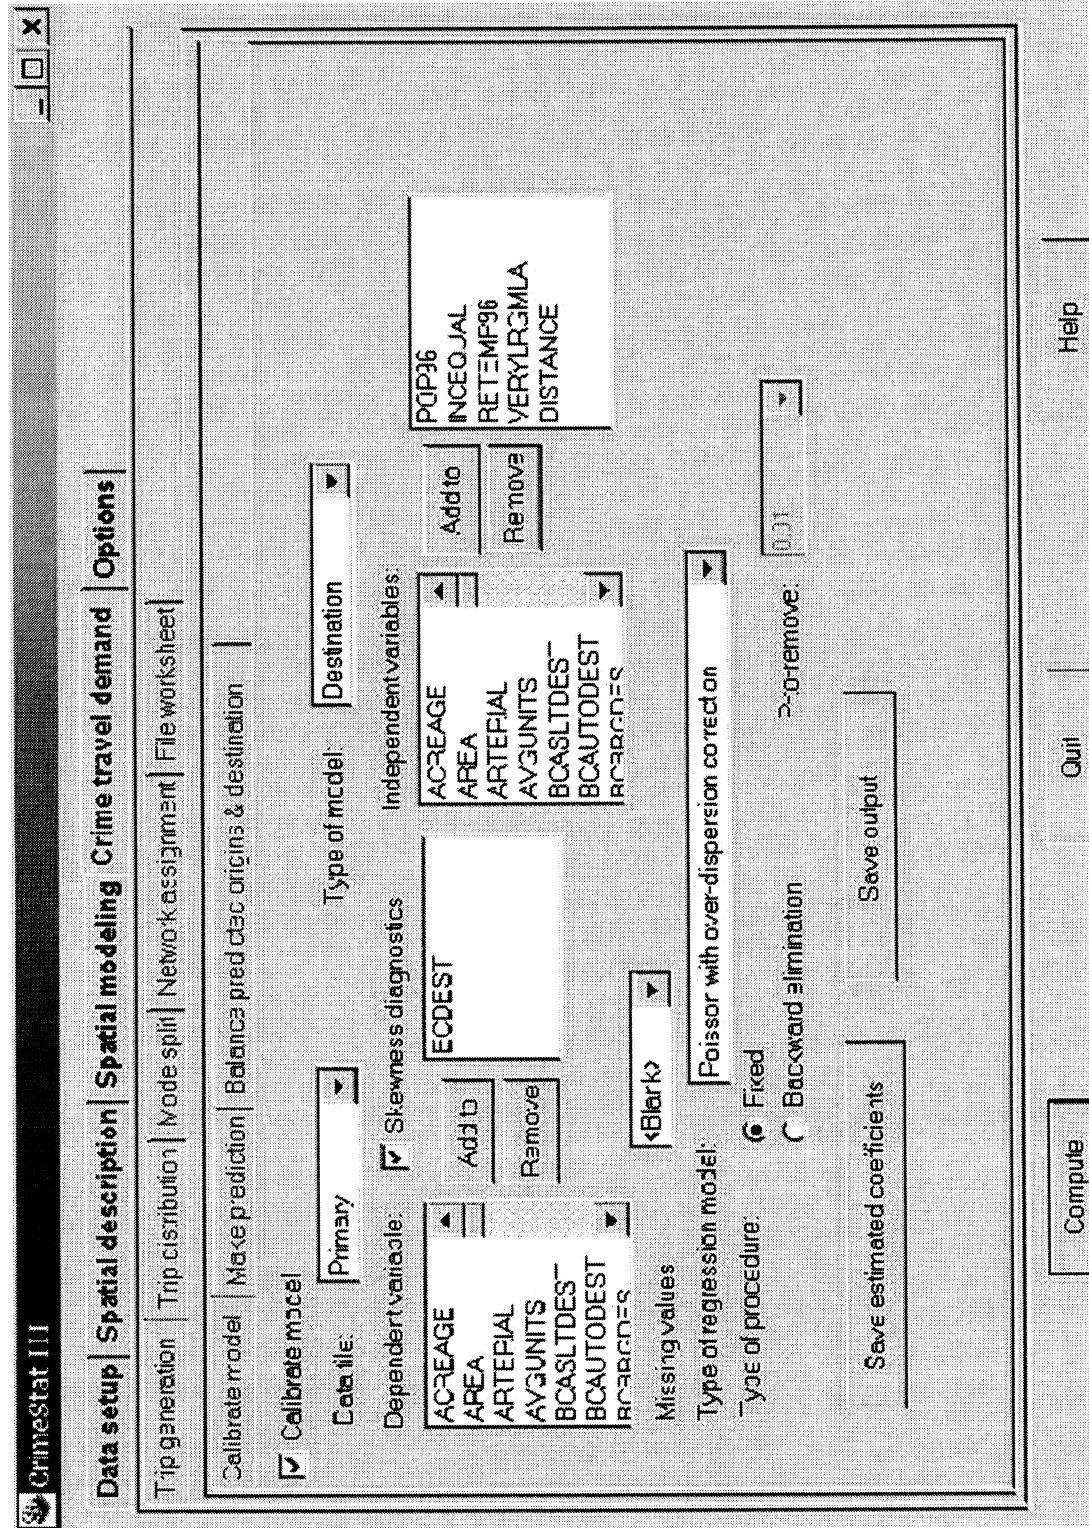 CrimeStat III
Data setup Spatial description Spatial modeling Crime travel demand Options
Trip generation Trip distribution Mode split Network assignment File worksheet
Calibrate model Make prediction Balance predicted origins & destination
Calibrate model
Data file: Primary Type of model: Destination
Dependent variable: Skewness diagnostics Independent variables:
ACREAGE
AREA
ARTERIAL
AVGUNITS
BCASLTDEST
BCAUTODEST
Add to
Remove
BCDEST
ACREAGE
AREA
ARTERIAL
AVGUNITS
BCASLTDEST
BCAUTODEST
Add to
Remove
POP96
INCEQUAL
RETEMP96
VERYLRGMLA
DISTANCE
Missing values <Blank>
Type of regression model: Poisson with over-dispersion correction
Type of procedure: Fixed
Backward elimination P-to-remove: 0.01
Save estimated coefficients Save output
Compute Quit Help